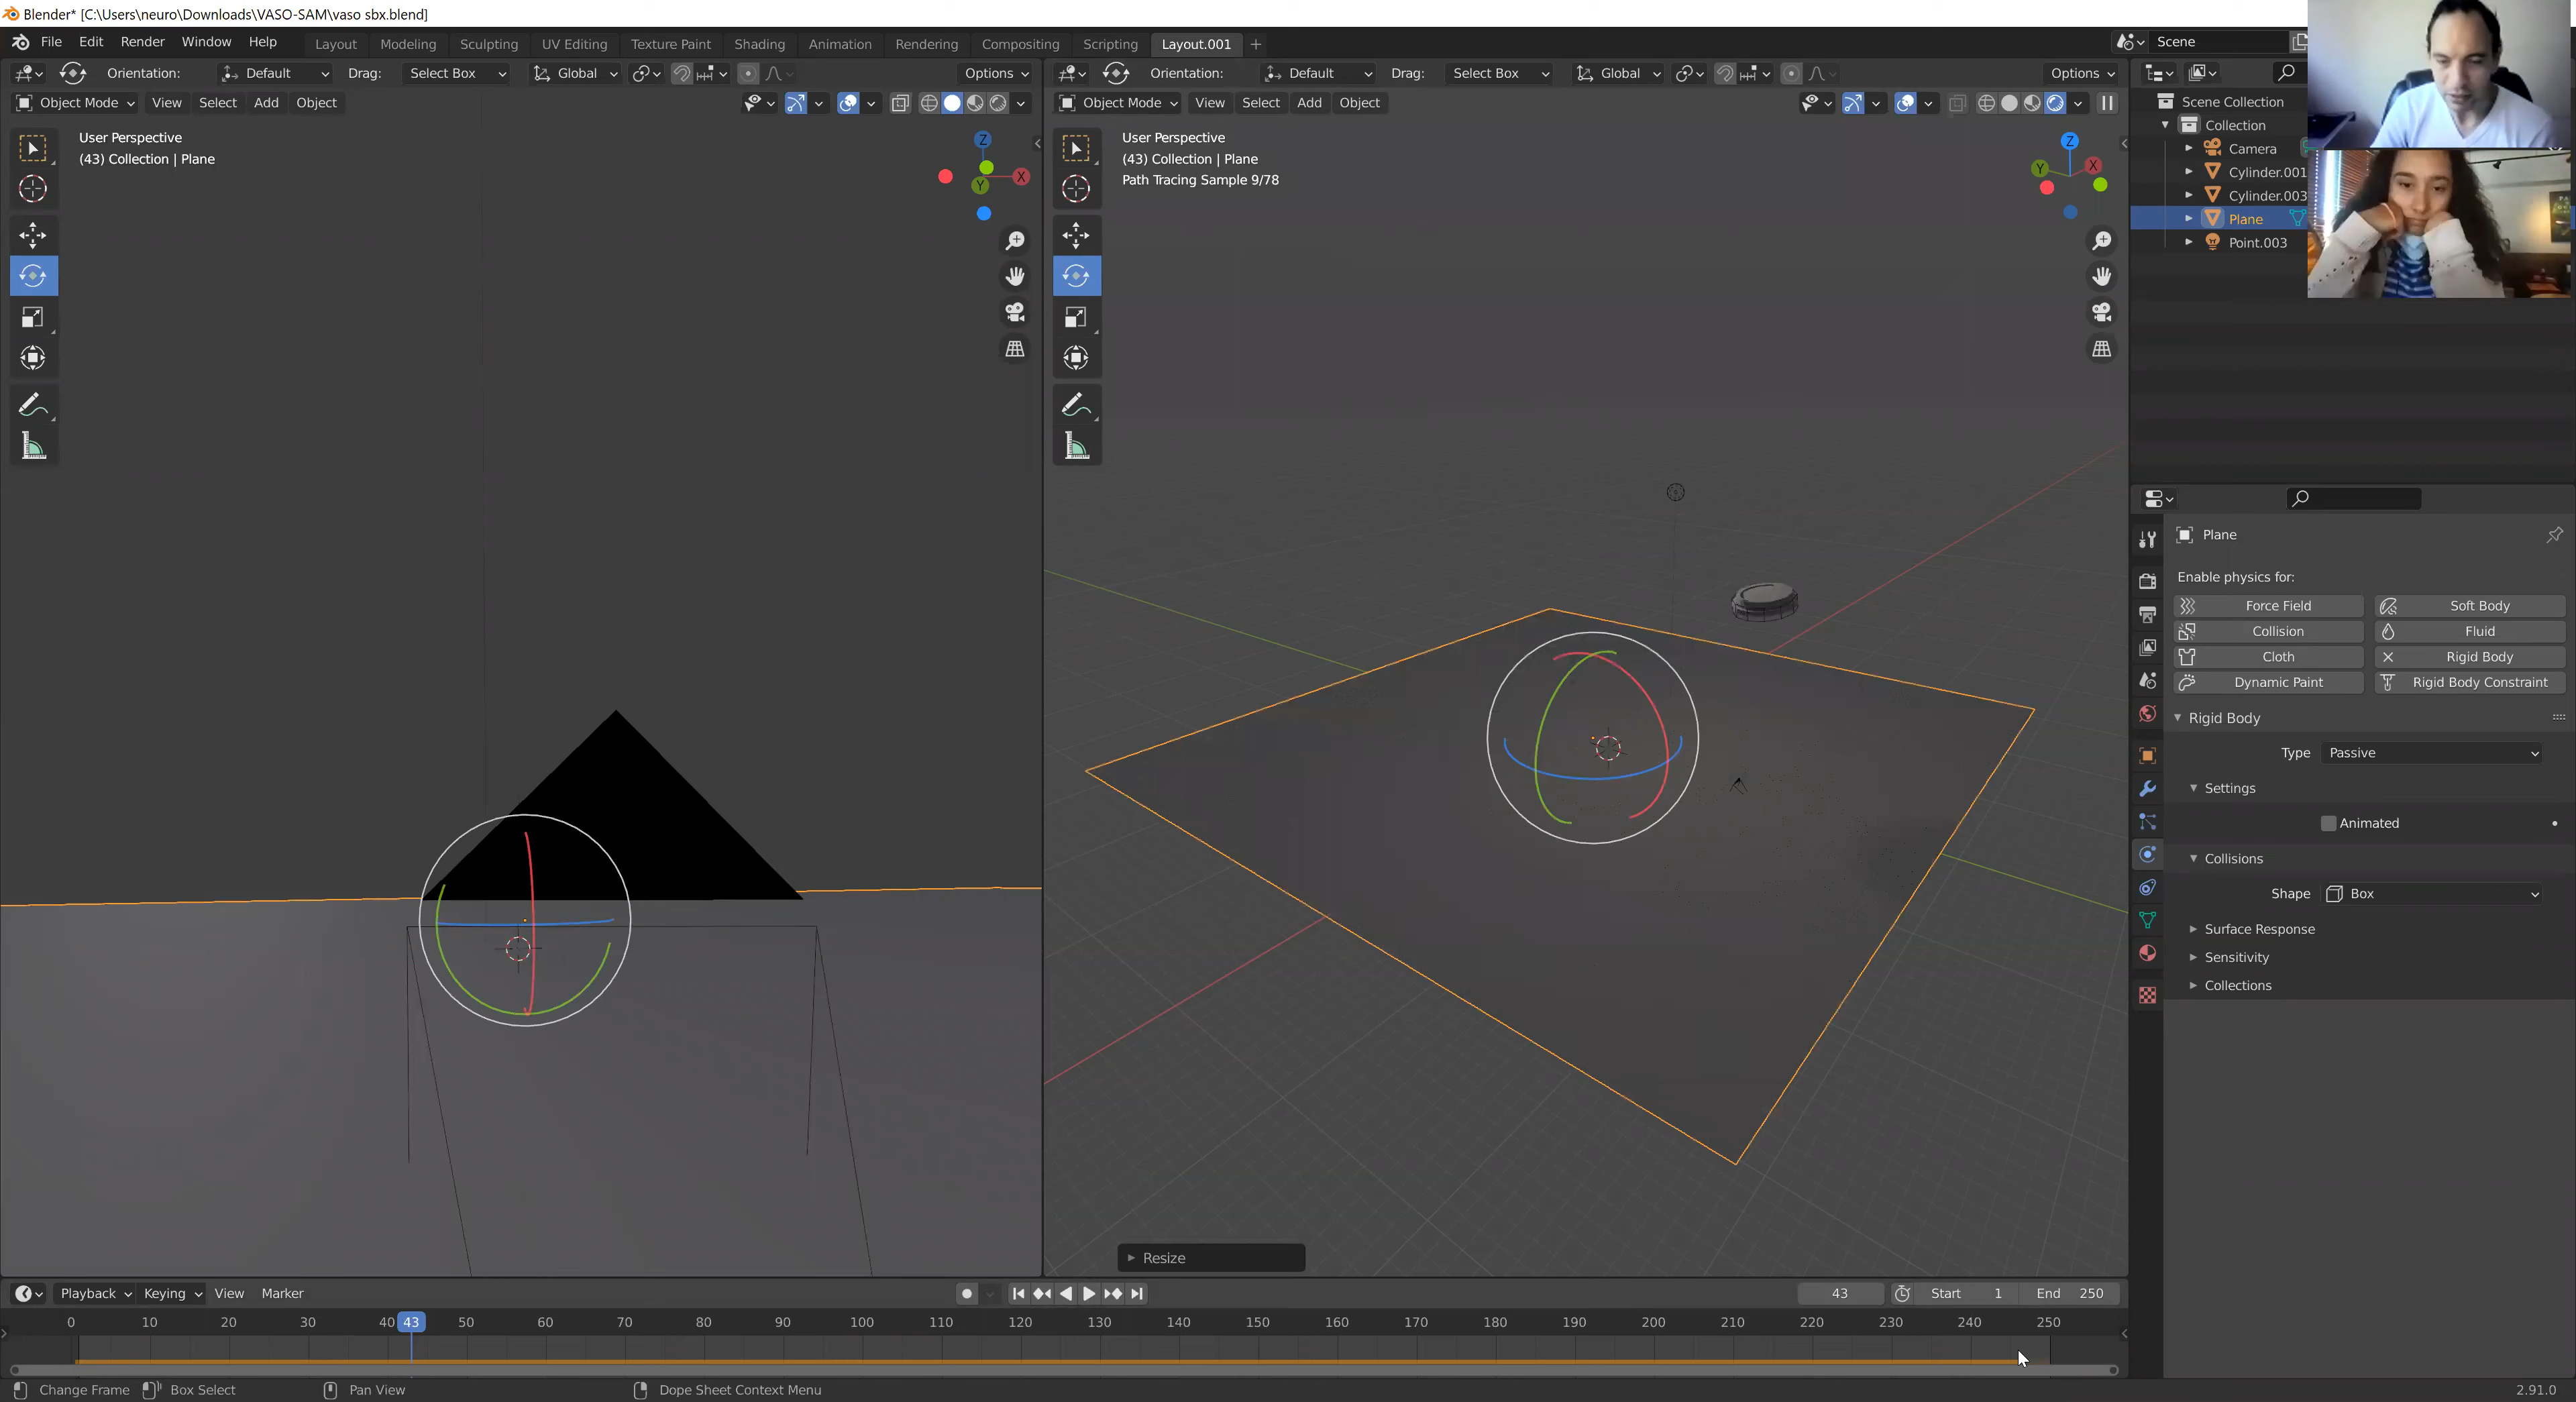 Blender* [C:\Users\neuro\Downloads\VASO-SAM\vaso sbx.blend]
File Edit Render Window Help Layout Modeling Sculpting UV Editing Texture Paint Shading Animation Rendering Compositing Scripting Layout.001 + Scene
Orientation: Default Drag: Select Box Global Options
Object Mode View Select Add Object
User Perspective
(43) Collection | Plane
Z
Y
X
Orientation: Default Drag: Select Box Global Options
Object Mode View Select Add Object
User Perspective
(43) Collection | Plane
Path Tracing Sample 9/78
Z
Y
X
Resize
Scene Collection
Collection
Camera
Cylinder.001
Cylinder.003
Plane
Point.003
Plane
Enable physics for:
Force Field Soft Body
Collision Fluid
Cloth Rigid Body
Dynamic Paint Rigid Body Constraint
Rigid Body
Type Passive
Settings
Animated
Collisions
Shape Box
Surface Response
Sensitivity
Collections
Playback Keying View Marker 43 Start 1 End 250
0 10 20 30 40 43 50 60 70 80 90 100 110 120 130 140 150 160 170 180 190 200 210 220 230 240 250
Change Frame Box Select Pan View Dope Sheet Context Menu 2.91.0